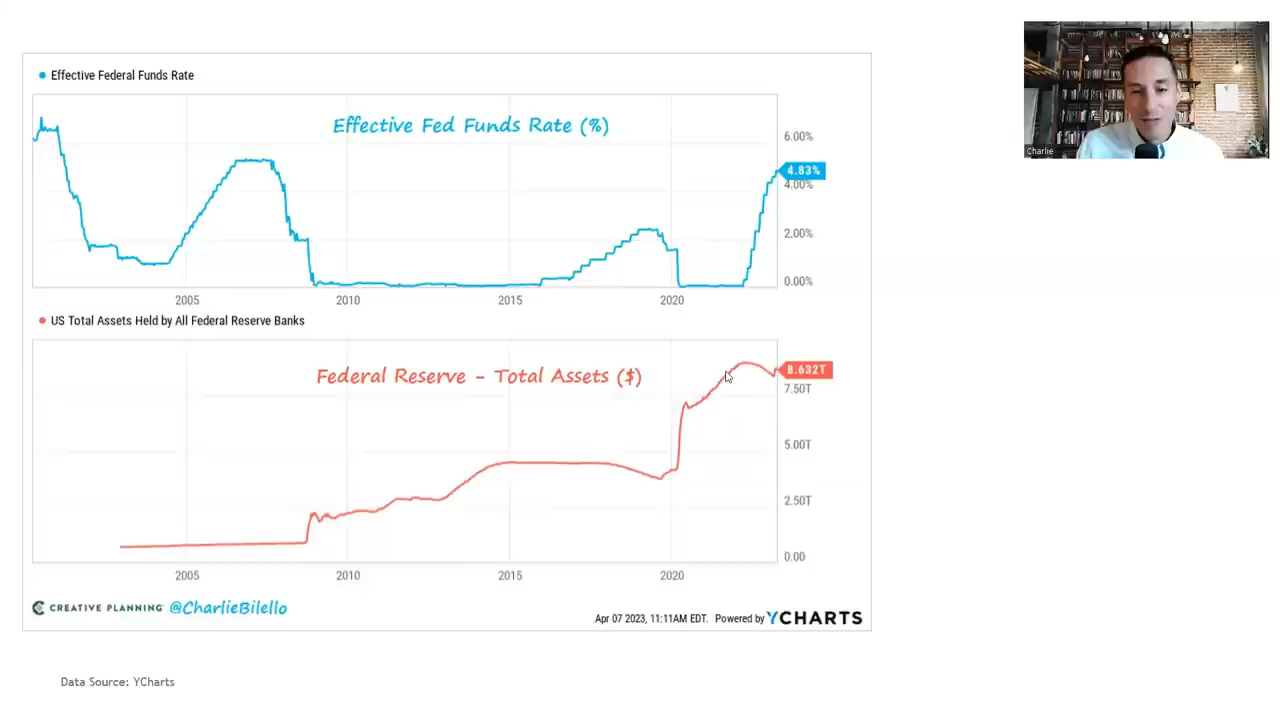 Effective Federal Funds Rate
Effective Fed Funds Rate (%)
6.00%
4.83%
4.00%
2.00%
0.00%
2005 2010 2015 2020
US Total Assets Held by All Federal Reserve Banks
Federal Reserve - Total Assets ($)
8.632T
7.50T
5.00T
2.50T
0.00
2005 2010 2015 2020
CREATIVE PLANNING @CharlieBilello
Apr 07 2023, 11:11AM EDT. Powered by YCHARTS
Data Source: YCharts
Charlie